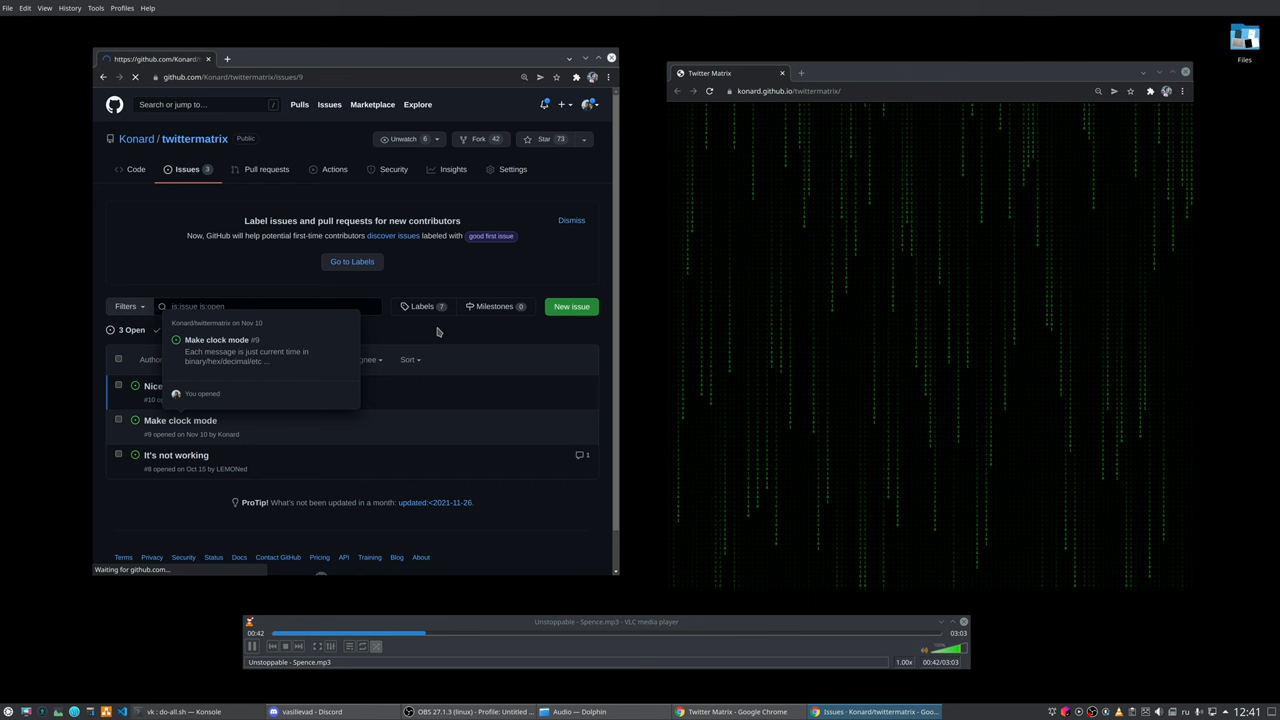 File Edit View History Tools Profiles Help
Files
https://github.com/Konard/t
github.com/Konard/twittermatrix/issues/9
Search or jump to... /
Pulls Issues Marketplace Explore
Konard / twittermatrix Public
Unwatch 6 Fork 42 Star 73
Code Issues 3 Pull requests Actions Security Insights Settings
Label issues and pull requests for new contributors
Dismiss
Now, GitHub will help potential first-time contributors discover issues labeled with good first issue
Go to Labels
Filters is:issue is:open Labels 7 Milestones 0 New issue
Konard/twittermatrix on Nov 10
3 Open
Make clock mode #9
Each message is just current time in
binary/hex/decimal/etc ...
Sort
Nice
You opened
#10
Make clock mode
#9 opened on Nov 10 by Konard
It's not working
1
#8 opened on Oct 15 by LEMONed
ProTip! What's not been updated in a month: updated:<2021-11-26.
Terms Privacy Security Status Docs Contact GitHub Pricing API Training Blog About
Waiting for github.com...
Twitter Matrix
konard.github.io/twittermatrix/
Unstoppable - Spence.mp3 - VLC media player
00:42
03:03
Unstoppable - Spence.mp3
1.00x
00:42/03:03
vk : do-all.sh — Konsole
vasilievad - Discord
OBS 27.1.3 (linux) - Profile: Untitled ...
Audio — Dolphin
Twitter Matrix - Google Chrome
Issues · Konard/twittermatrix - Goo...
ru
12:41